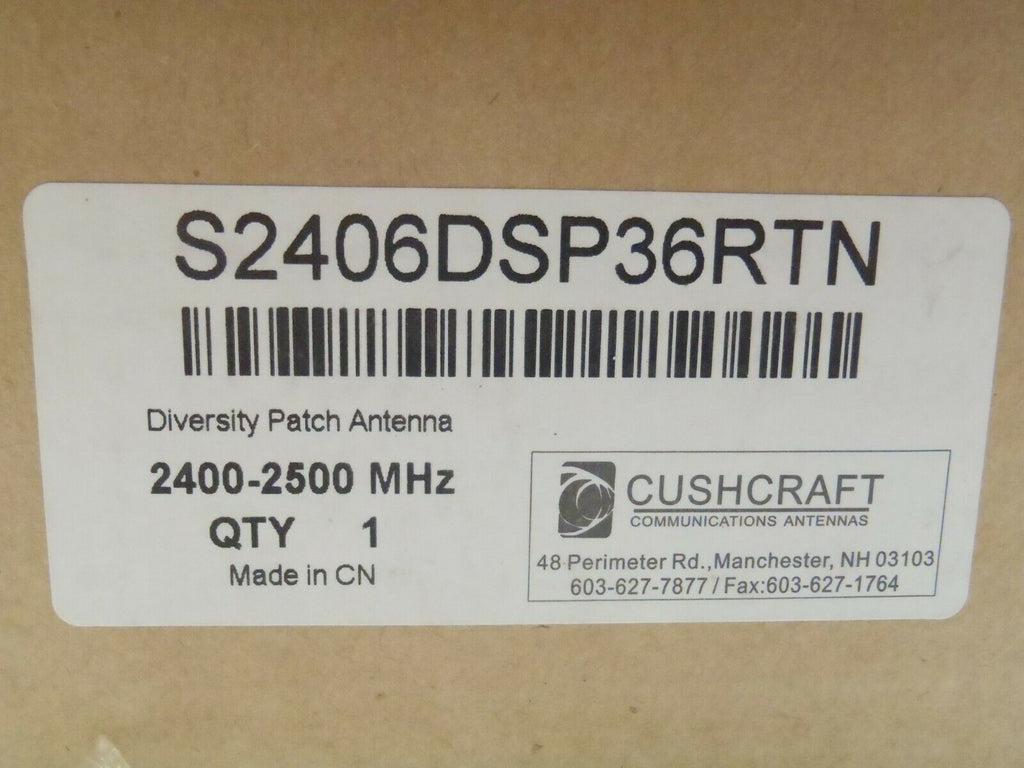 S2406DSP36RTN
Diversity Patch Antenna
2400-2500 MHz
QTY 1
Made in CN
CUSHCRAFT
COMMUNICATIONS ANTENNAS
48 Perimeter Rd.,Manchester, NH 03103
603-627-7877 / Fax:603-627-1764